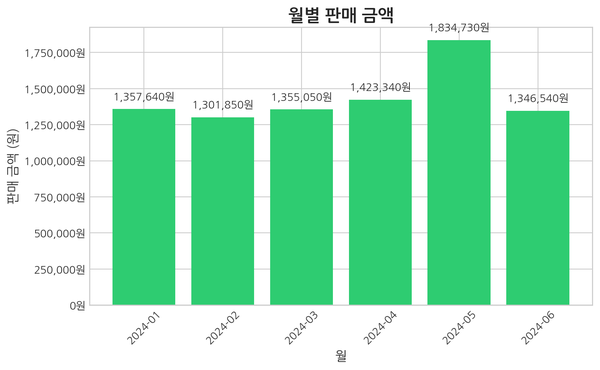 월별 판매 금액
판매 금액 (원)
1,750,000원
1,500,000원
1,250,000원
1,000,000원
750,000원
500,000원
250,000원
0원
1,357,640원
1,301,850원
1,355,050원
1,423,340원
1,834,730원
1,346,540원
2024-01
2024-02
2024-03
2024-04
2024-05
2024-06
월